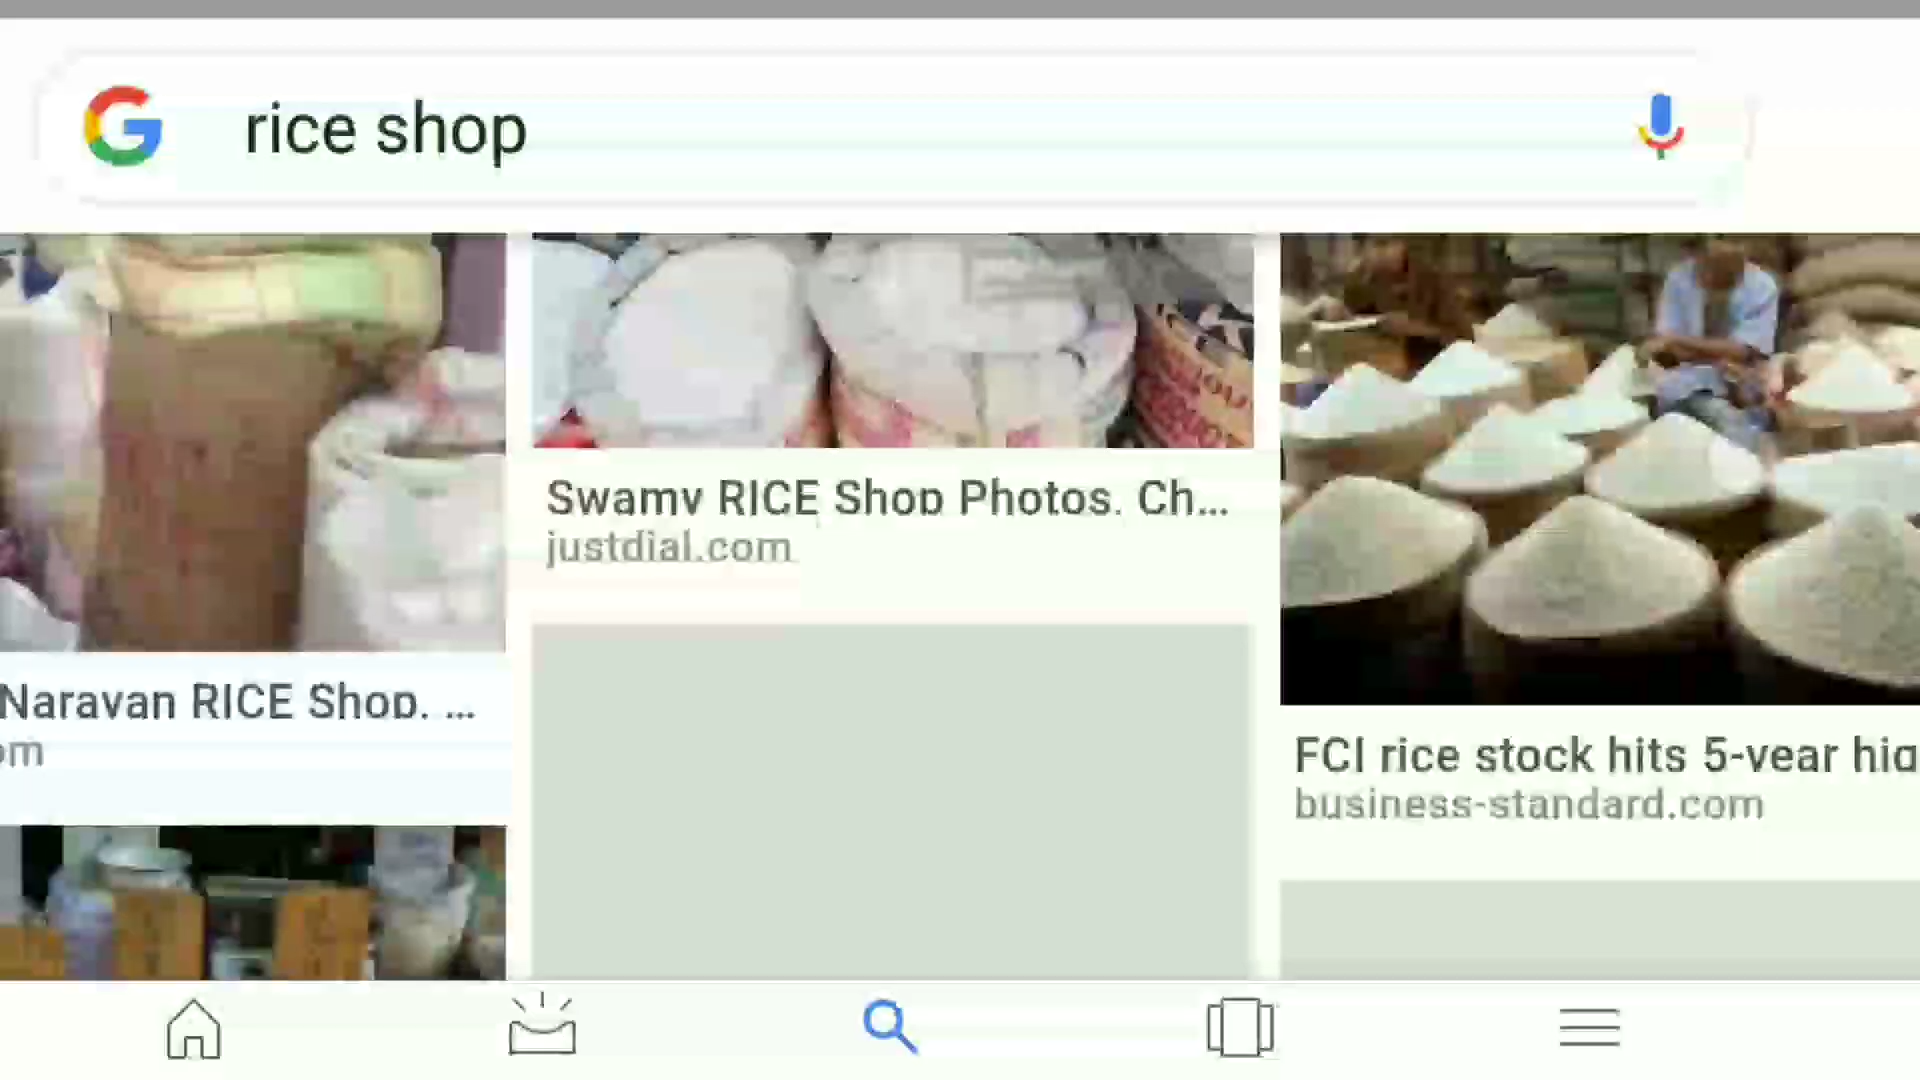 rice shop
Swamy RICE Shop Photos, Ch...
justdial.com
Narayan RICE Shop, ...
om
FCI rice stock hits 5-year hig
business-standard.com